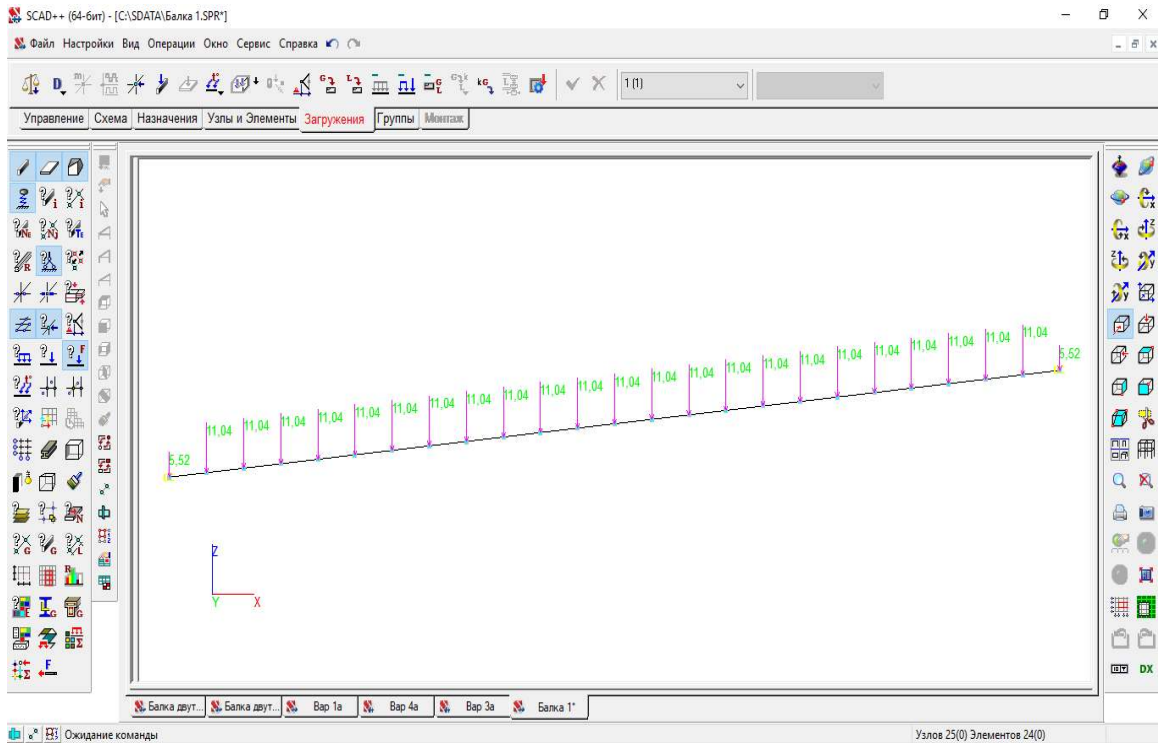 SCAD++ (64-бит) - [C:\SDATA\Балка 1.SPR*]
Файл Настройки Вид Операции Окно Сервис Справка
1 (1)
Управление Схема Назначения Узлы и Элементы Загружения Группы Монтаж
5,52 11,04 11,04 11,04 11,04 11,04 11,04 11,04 11,04 11,04 11,04 11,04 11,04 11,04 11,04 11,04 11,04 11,04 11,04 11,04 11,04 11,04 11,04 11,04 5,52
Z
Y X
Балка двут... Балка двут... Вар 1а Вар 4а Вар 3а Балка 1*
Ожидание команды Узлов 25(0) Элементов 24(0)